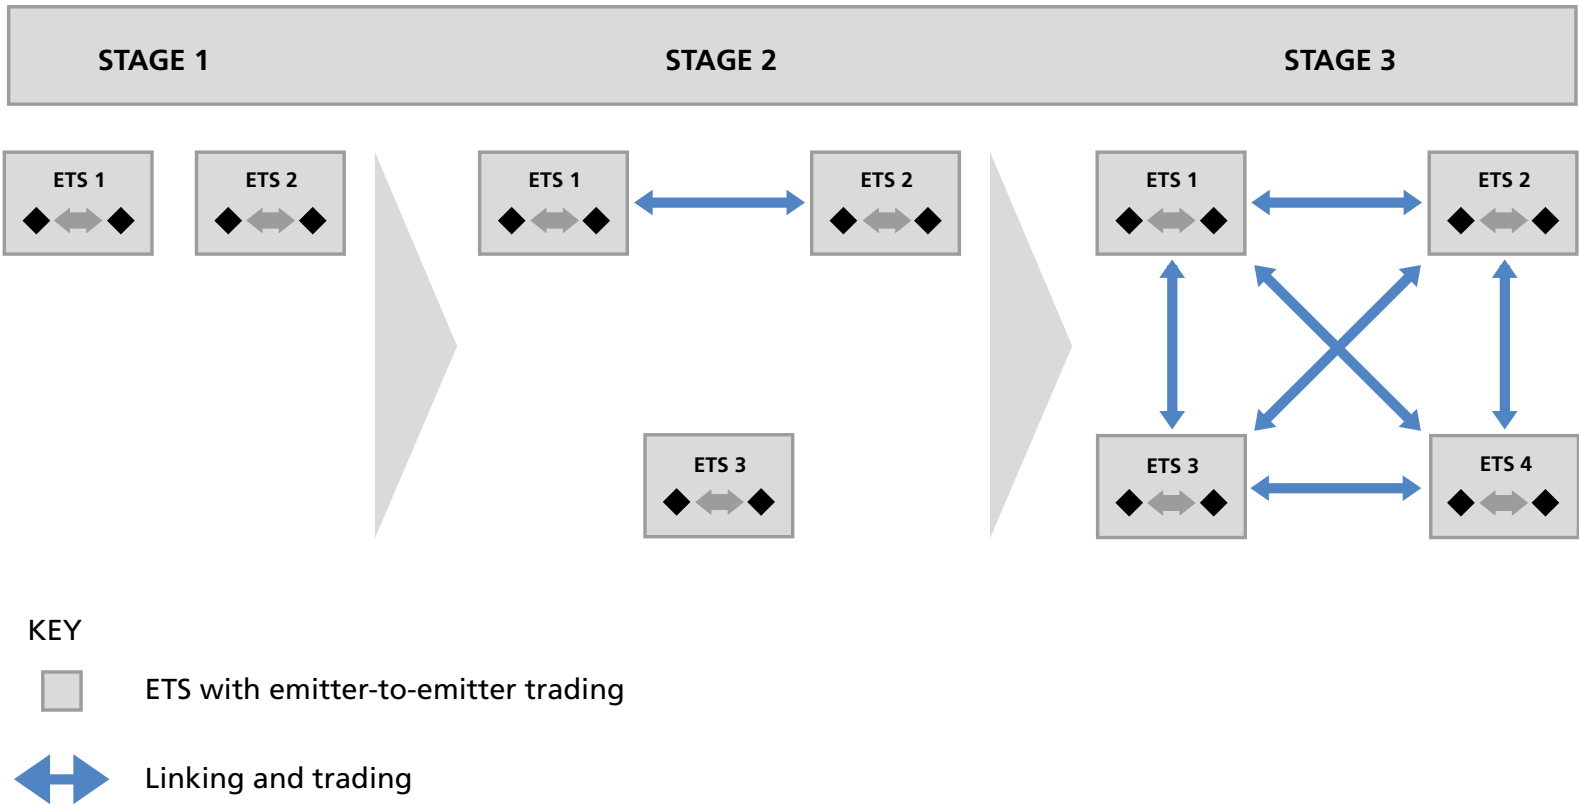 STAGE 1
STAGE 2
STAGE 3
ETS 1
ETS 2
ETS 1
ETS 2
ETS 1
ETS 2
ETS 3
ETS 3
ETS 4
KEY
ETS with emitter-to-emitter trading
Linking and trading